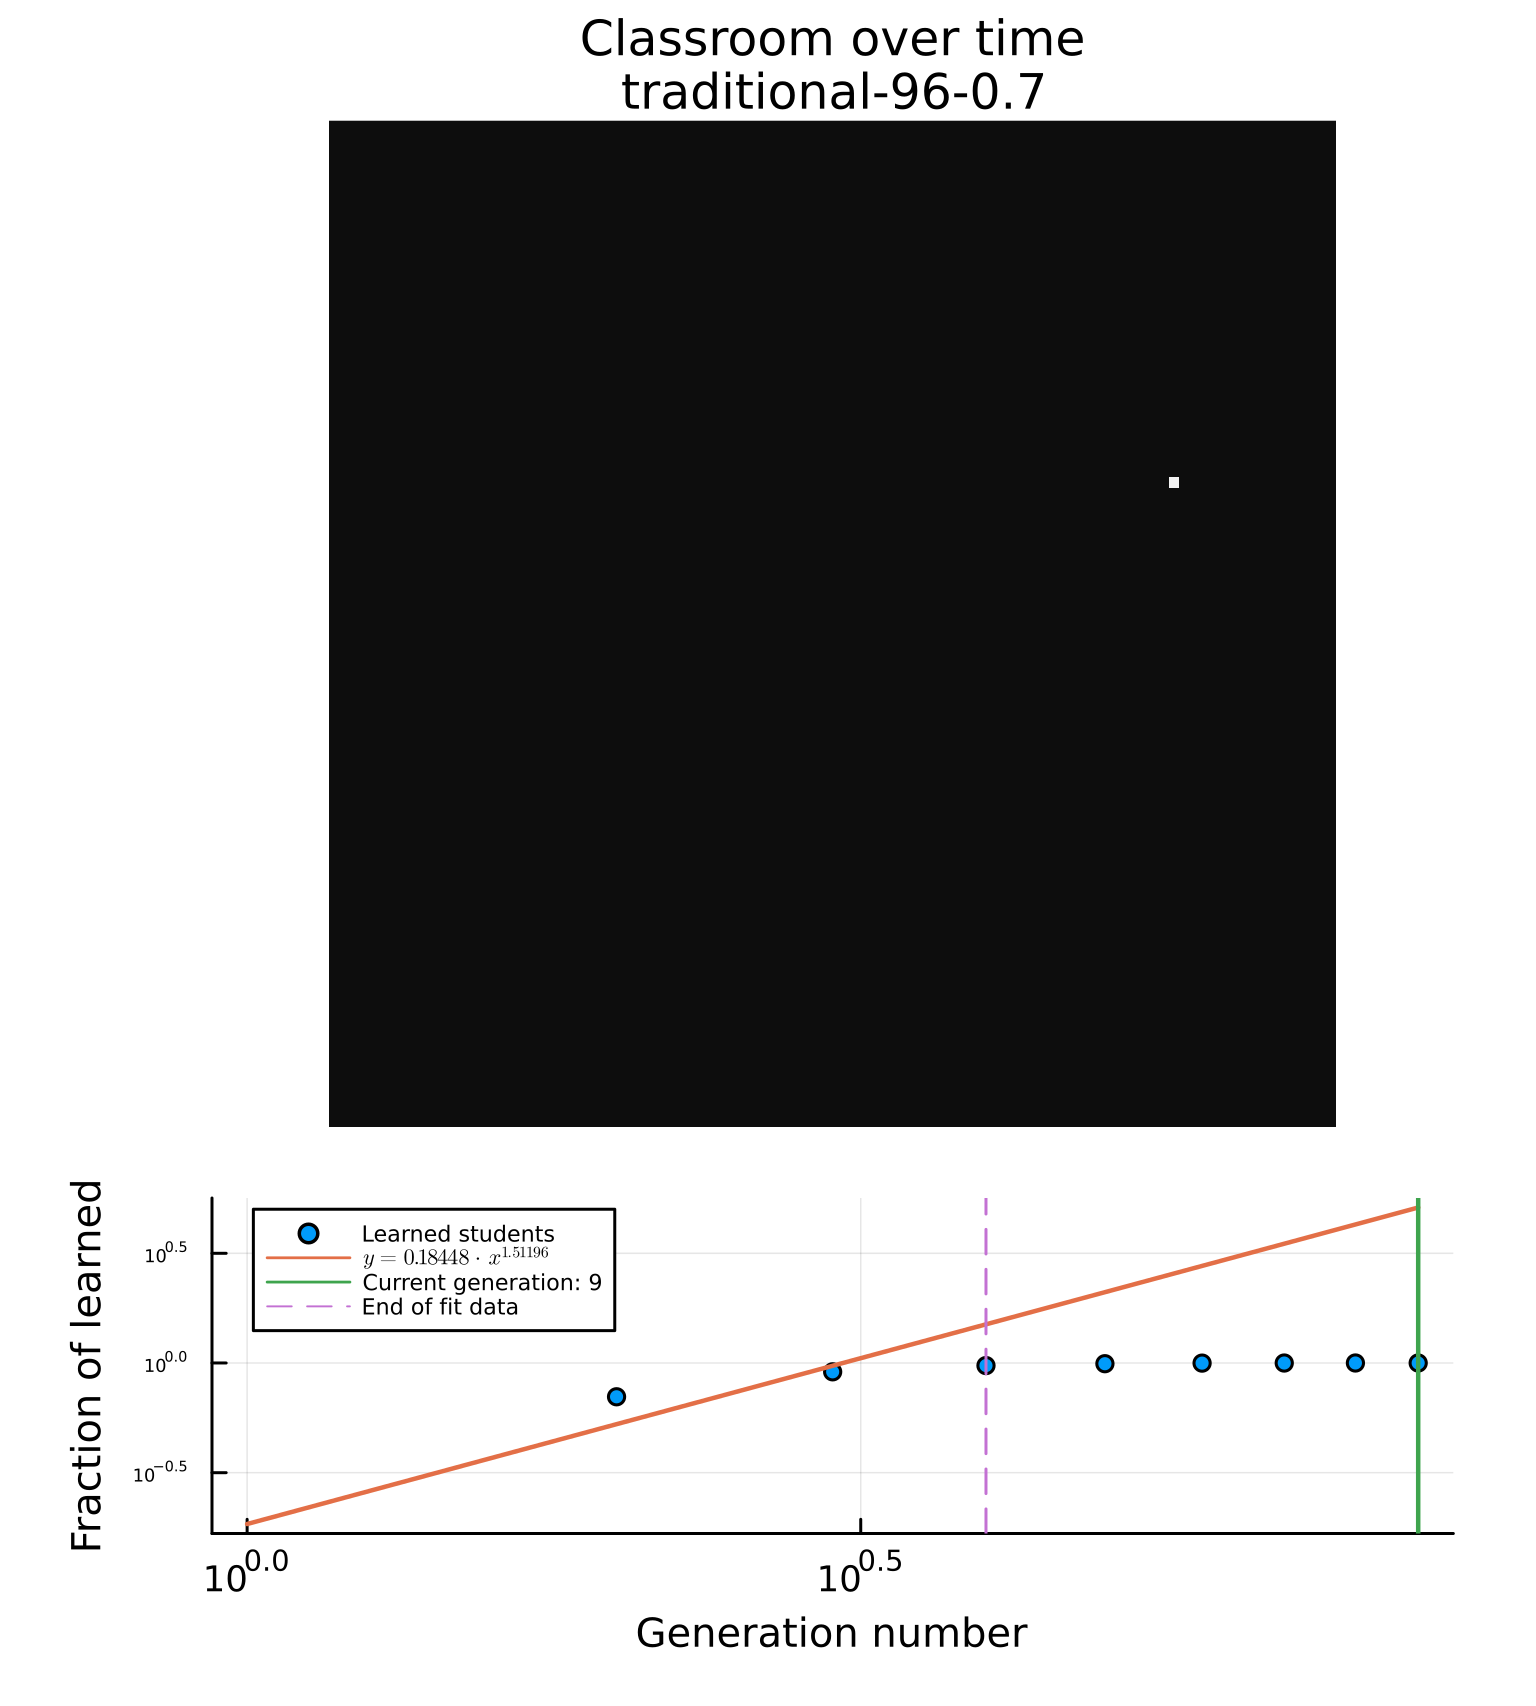 Classroom over time
traditional-96-0.7
Fraction of learned
10^0.5
10^0.0
10^−0.5
Learned students
y = 0.18448 · x^1.51196
Current generation: 9
End of fit data
10^0.0
10^0.5
Generation number